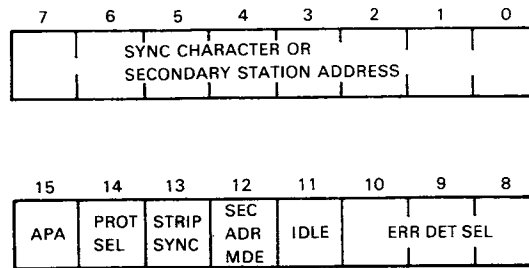 7 6 5 4 3 2 1 0
SYNC CHARACTER OR
SECONDARY STATION ADDRESS
15 14 13 12 11 10 9 8
APA PROT SEL STRIP SYNC SEC ADR MDE IDLE ERR DET SEL